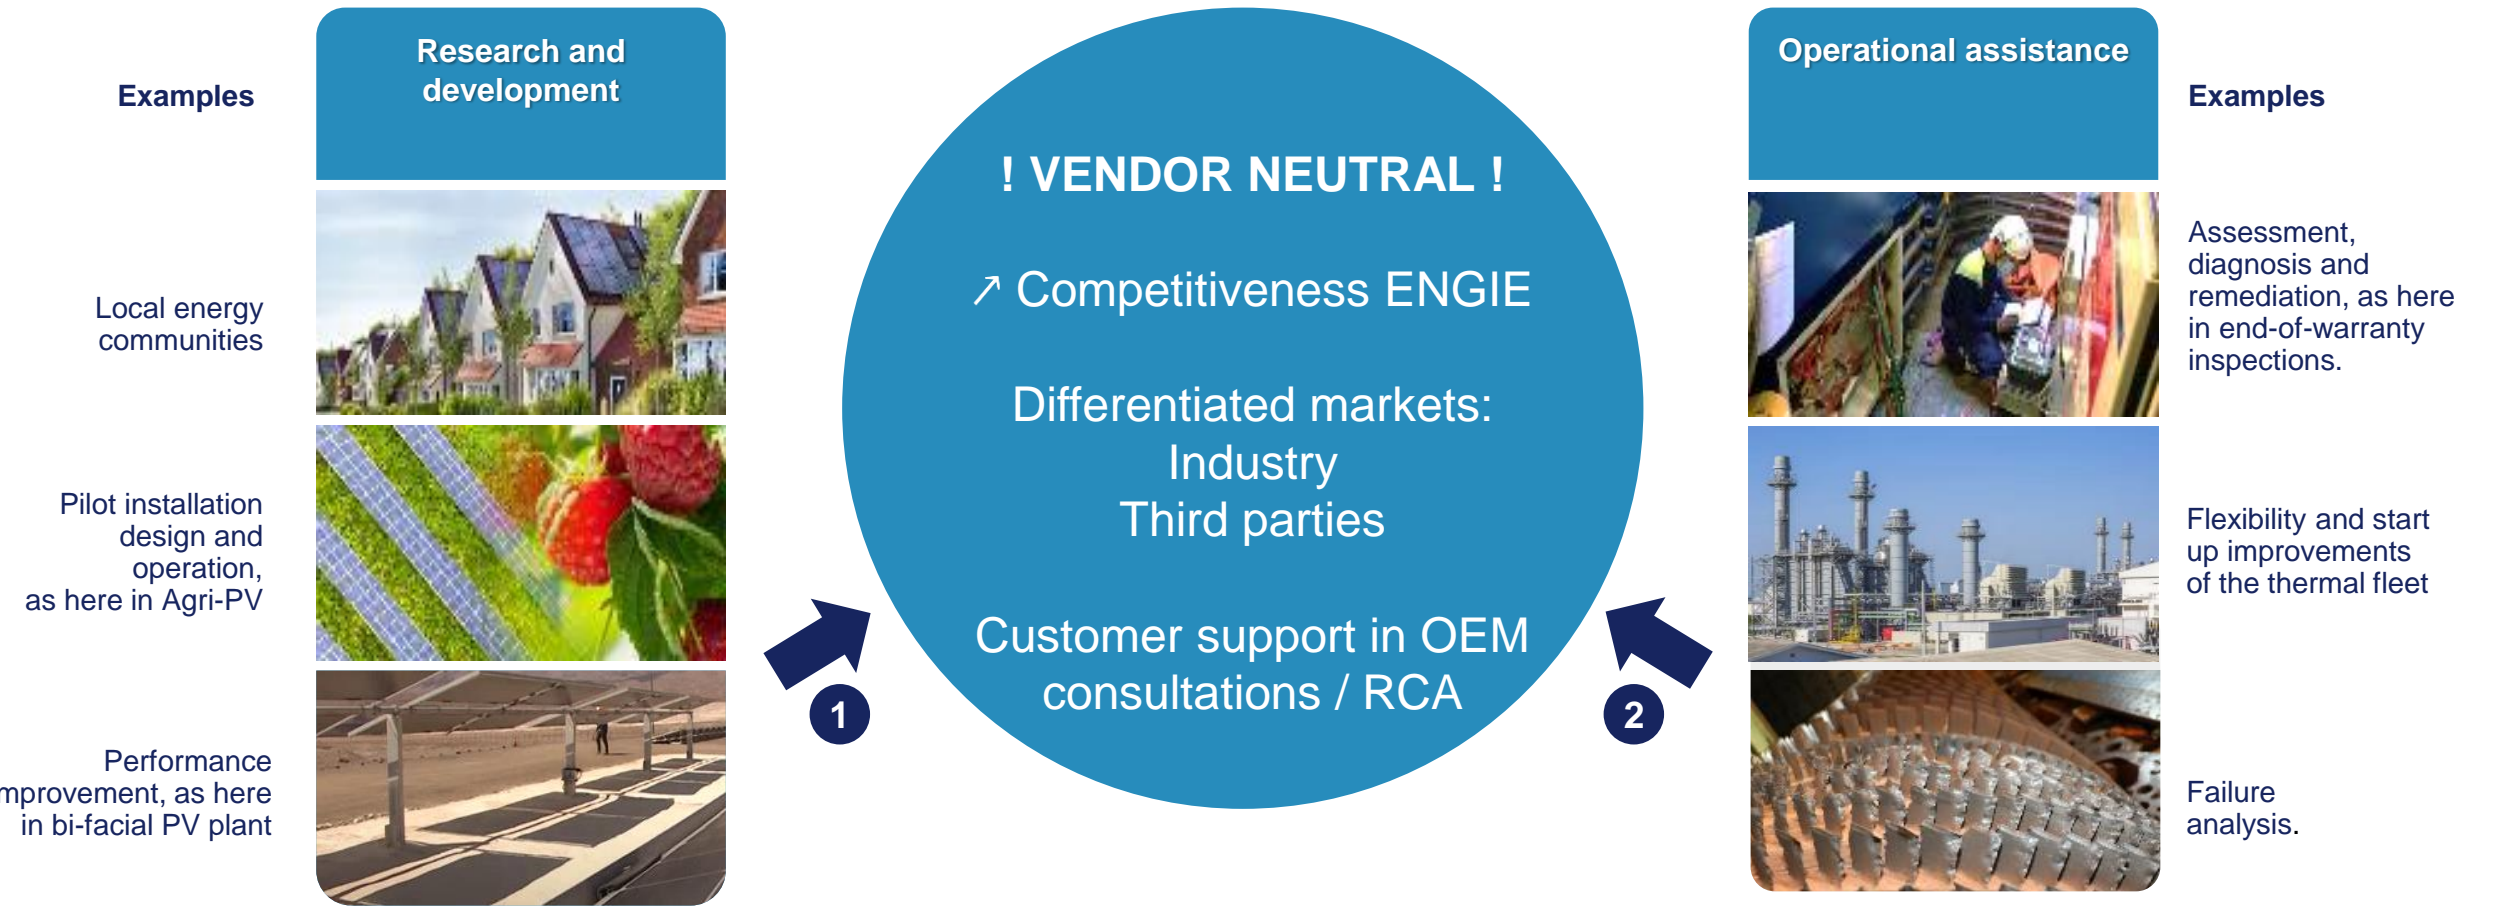 Examples
Research and
development
Local energy
communities
Pilot installation
design and
operation,
as here in Agri-PV
Performance
mprovement, as here
in bi-facial PV plant
1
! VENDOR NEUTRAL !
↗ Competitiveness ENGIE
Differentiated markets:
Industry
Third parties
Customer support in OEM
consultations / RCA
2
Operational assistance
Examples
Assessment,
diagnosis and
remediation, as here
in end-of-warranty
inspections.
Flexibility and start
up improvements
of the thermal fleet
Failure
analysis.